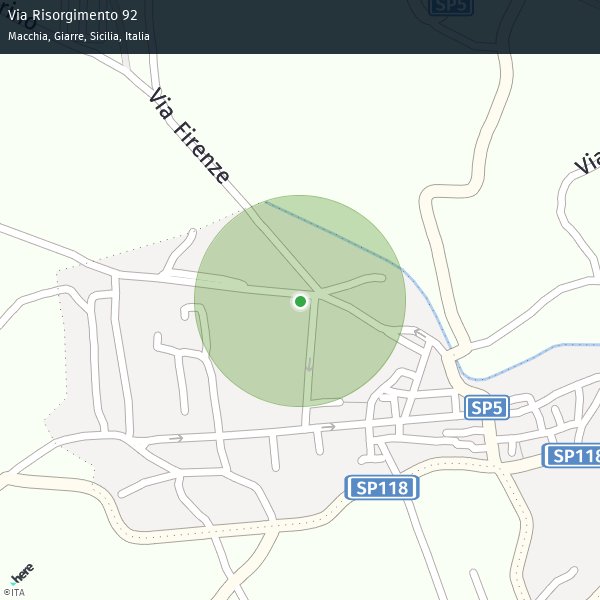 Via Risorgimento 92
Macchia, Giarre, Sicilia, Italia
SP5
Via Firenze
Via
SP5
SP118
SP118
here
©ITA